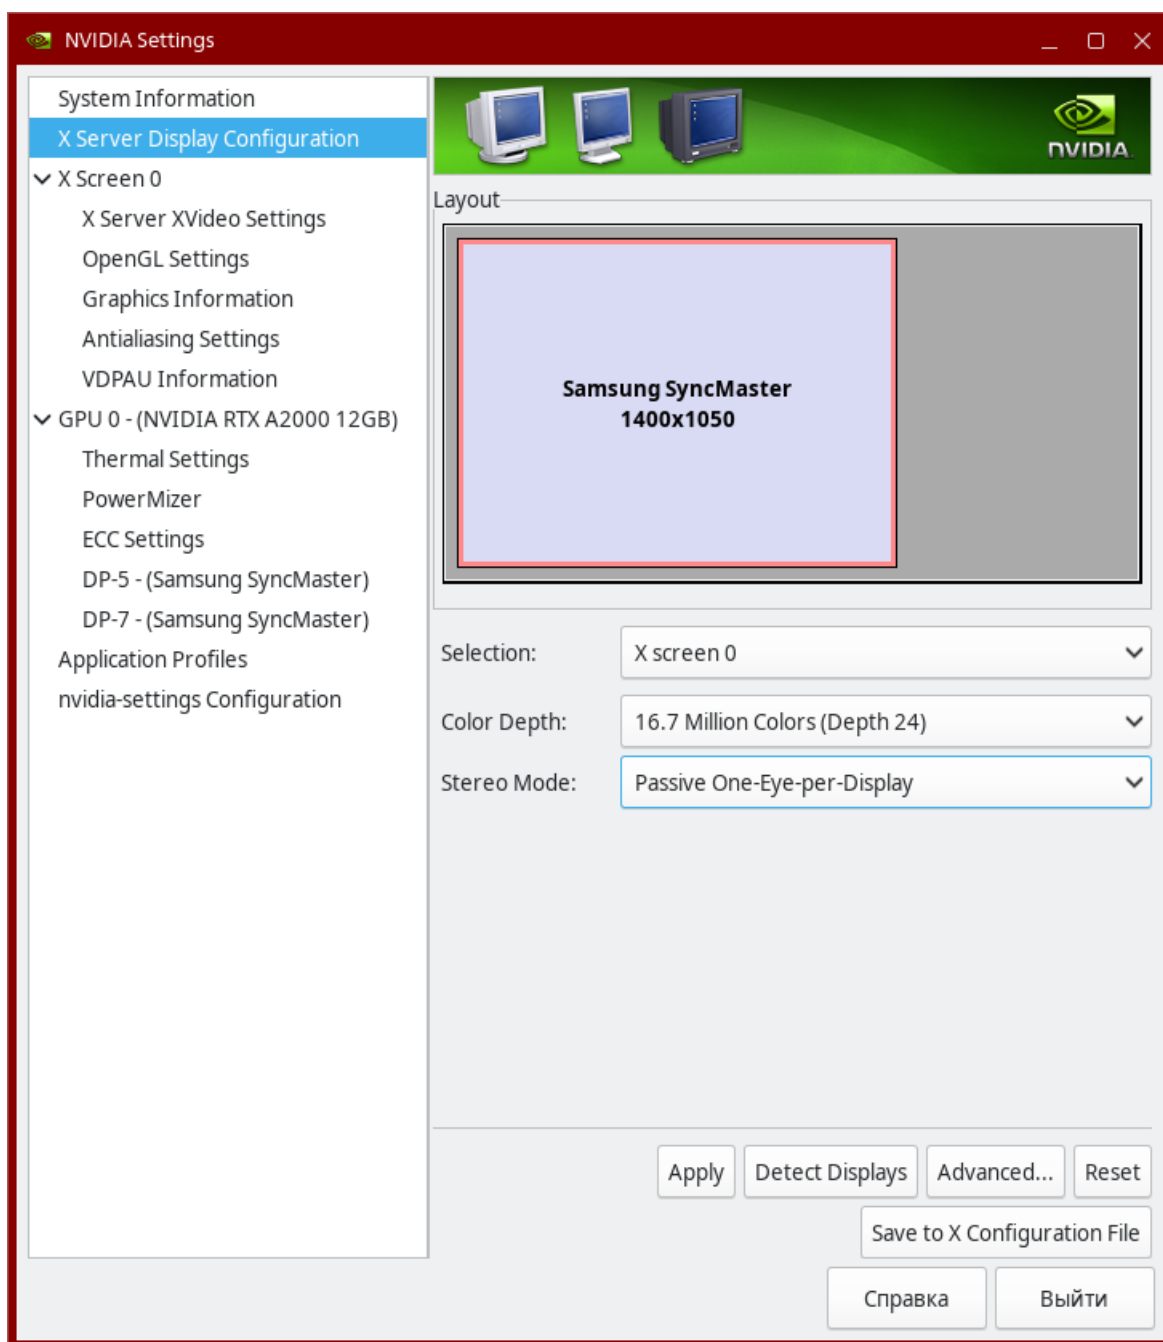 NVIDIA Settings
System Information
X Server Display Configuration
X Screen 0
X Server XVideo Settings
OpenGL Settings
Graphics Information
Antialiasing Settings
VDPAU Information
GPU 0 - (NVIDIA RTX A2000 12GB)
Thermal Settings
PowerMizer
ECC Settings
DP-5 - (Samsung SyncMaster)
DP-7 - (Samsung SyncMaster)
Application Profiles
nvidia-settings Configuration
NVIDIA.
Layout
Samsung SyncMaster
1400x1050
Selection: X screen 0
Color Depth: 16.7 Million Colors (Depth 24)
Stereo Mode: Passive One-Eye-per-Display
Apply Detect Displays Advanced... Reset
Save to X Configuration File
Справка Выйти